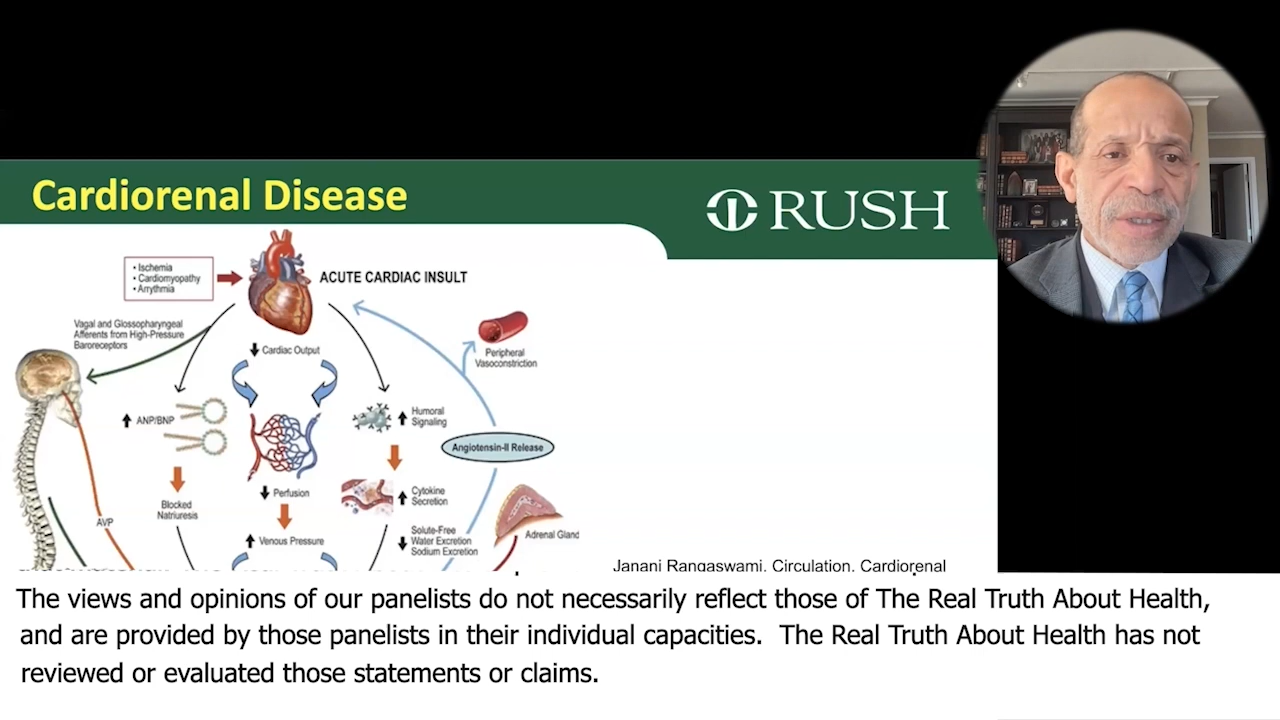 Cardiorenal Disease
RUSH
• Ischemia
• Cardiomyopathy
• Arrythmia
ACUTE CARDIAC INSULT
Vagal and Glossopharyngeal
Afferents from High-Pressure
Baroreceptors
Cardiac Output
Peripheral
Vasoconstriction
ANP/BNP
Humoral
Signaling
Angiotensin-II Release
Blocked
Natriuresis
Perfusion
Cytokine
Secretion
AVP
Venous Pressure
Solute-Free
Water Excretion
Sodium Excretion
Adrenal Gland
Janani Rangaswami. Circulation. Cardiorenal
The views and opinions of our panelists do not necessarily reflect those of The Real Truth About Health,
and are provided by those panelists in their individual capacities. The Real Truth About Health has not
reviewed or evaluated those statements or claims.